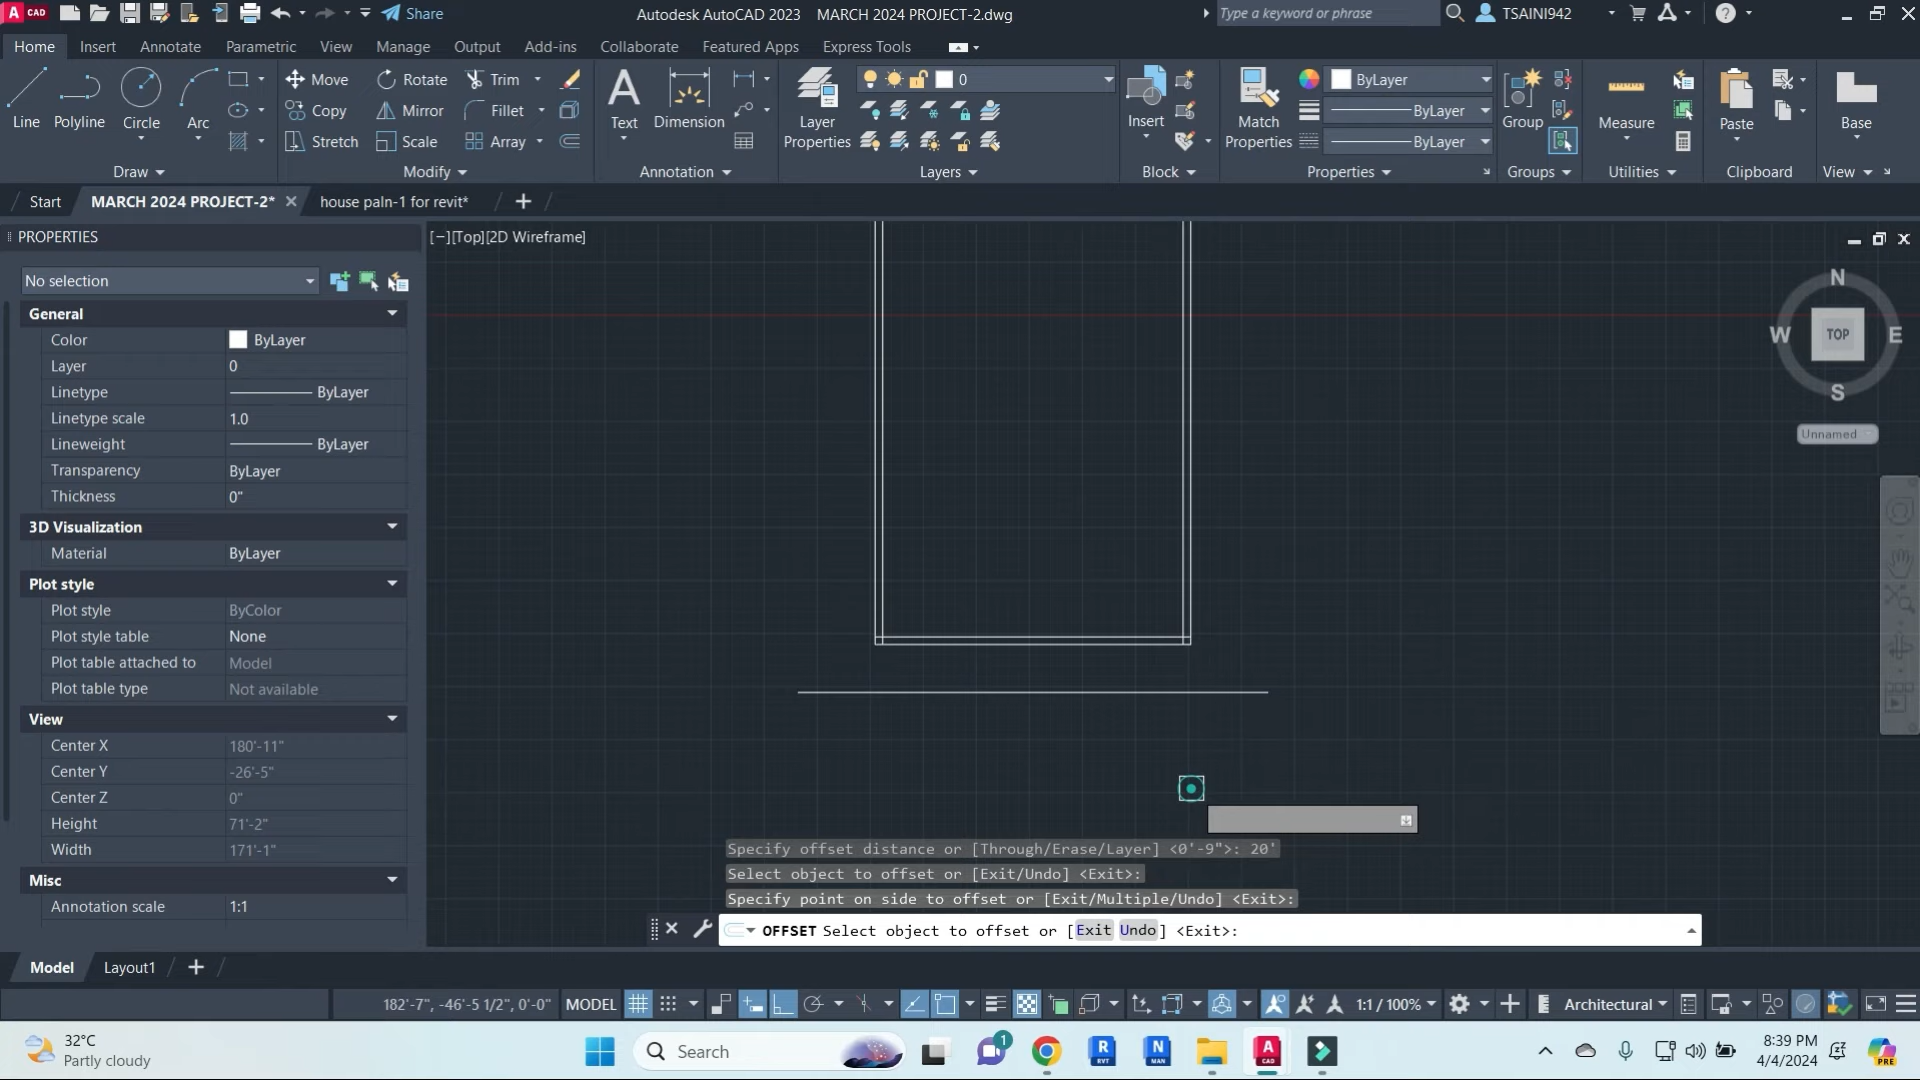 CAD
Share
Autodesk AutoCAD 2023 MARCH 2024 PROJECT-2.dwg
Type a keyword or phrase
TSAINI942
Home Insert Annotate Parametric View Manage Output Add-ins Collaborate Featured Apps Express Tools
Line Polyline Circle Arc
Move Rotate Trim
Copy Mirror Fillet
Stretch Scale Array
Text Dimension
Layer Properties
0
Insert
Match Properties
ByLayer
ByLayer
ByLayer
Group
Measure
Paste
Base
Draw Modify Annotation Layers Block Properties Groups Utilities Clipboard View
Start MARCH 2024 PROJECT-2* house paln-1 for revit*
PROPERTIES
[−][Top][2D Wireframe]
No selection
General
Color ByLayer
Layer 0
Linetype ByLayer
Linetype scale 1.0
Lineweight ByLayer
Transparency ByLayer
Thickness 0"
3D Visualization
Material ByLayer
Plot style
Plot style ByColor
Plot style table None
Plot table attached to Model
Plot table type Not available
View
Center X 180'-11"
Center Y -26'-5"
Center Z 0"
Height 71'-2"
Width 171'-1"
Misc
Annotation scale 1:1
N
W TOP E
S
Unnamed
Specify offset distance or [Through/Erase/Layer] <0'-9">: 20'
Select object to offset or [Exit/Undo] <Exit>:
Specify point on side to offset or [Exit/Multiple/Undo] <Exit>:
OFFSET Select object to offset or [Exit Undo] <Exit>:
Model Layout1
182'-7", -46'-5 1/2", 0'-0" MODEL 1:1 / 100% Architectural
32°C
Partly cloudy
Search
1
R
RVT
N
MAN
A
CAD
8:39 PM
4/4/2024
PRE